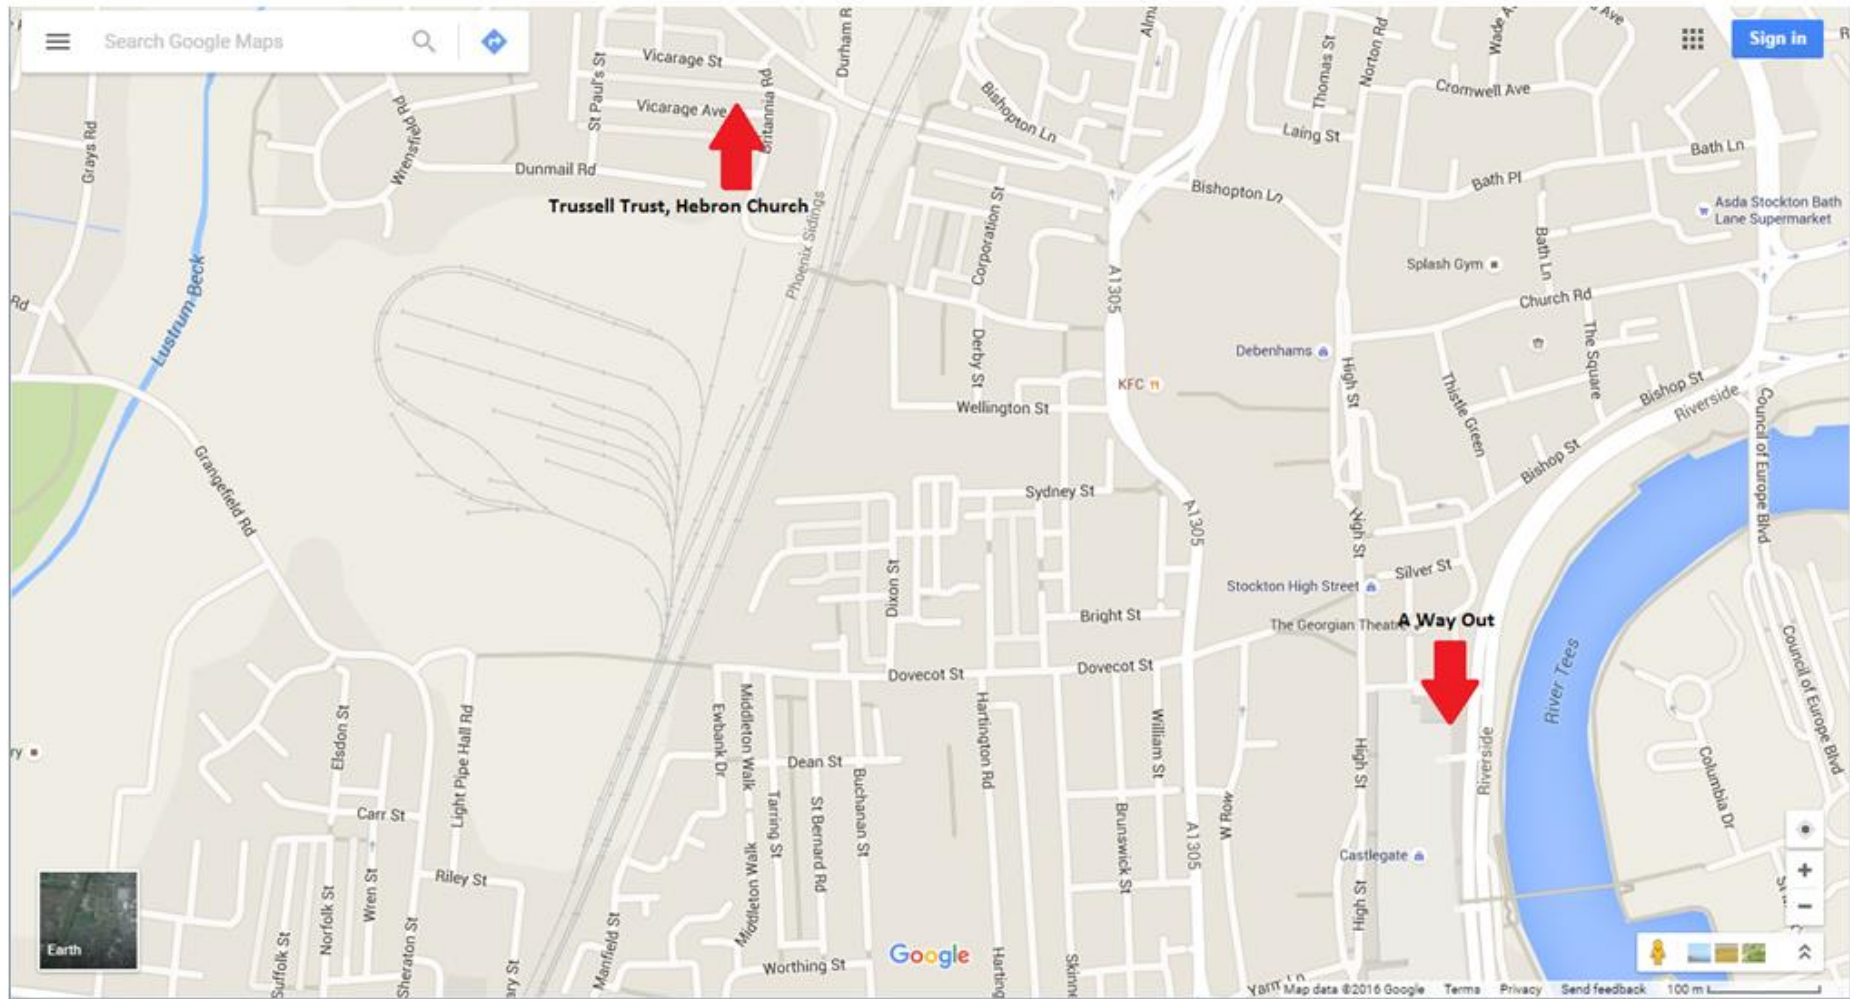 Search Google Maps
Sign in
Vicarage St
Vicarage Ave
St Paul's St
Britannia Rd
Durham R
Wrensfield Rd
Grays Rd
Dunmail Rd
Trussell Trust, Hebron Church
Phoenix Sidings
Lustrum Beck
Rd
Bishopton Ln
Bishopton Ln
Thomas St
Norton Rd
Laing St
Cromwell Ave
Ave
Bath Ln
Bath Pl
Bath Ln
Asda Stockton Bath
Lane Supermarket
Splash Gym
Church Rd
The Square
Corporation St
A1305
Derby St
KFC
Wellington St
Debenhams
High St
Thistle Green
Bishop St
Riverside
Bishop St
Council of Europe Blvd
Grangefield Rd
Sydney St
A1305
High St
Dixon St
Silver St
Stockton High Street
Bright St
The Georgian Theatre
A Way Out
Dovecot St
Dovecot St
River Tees
Council of Europe Blvd
Elsdon St
Light Pipe Hall Rd
Ewbank Dr
Middleton Walk
Hartington Rd
William St
High St
Riverside
Columbia Dr
ry
Dean St
Carr St
Tarring St
St Bernard Rd
Buchanan St
Brunswick St
A1305
W Row
Castlegate
Riley St
Norfolk St
Wren St
Sheraton St
Suffolk St
Manfield St
Middleton Walk
High St
Earth
Worthing St
Google
Harting
Skinne
ary St
Yarm Ln
Map data ©2016 Google Terms Privacy Send feedback 100 m